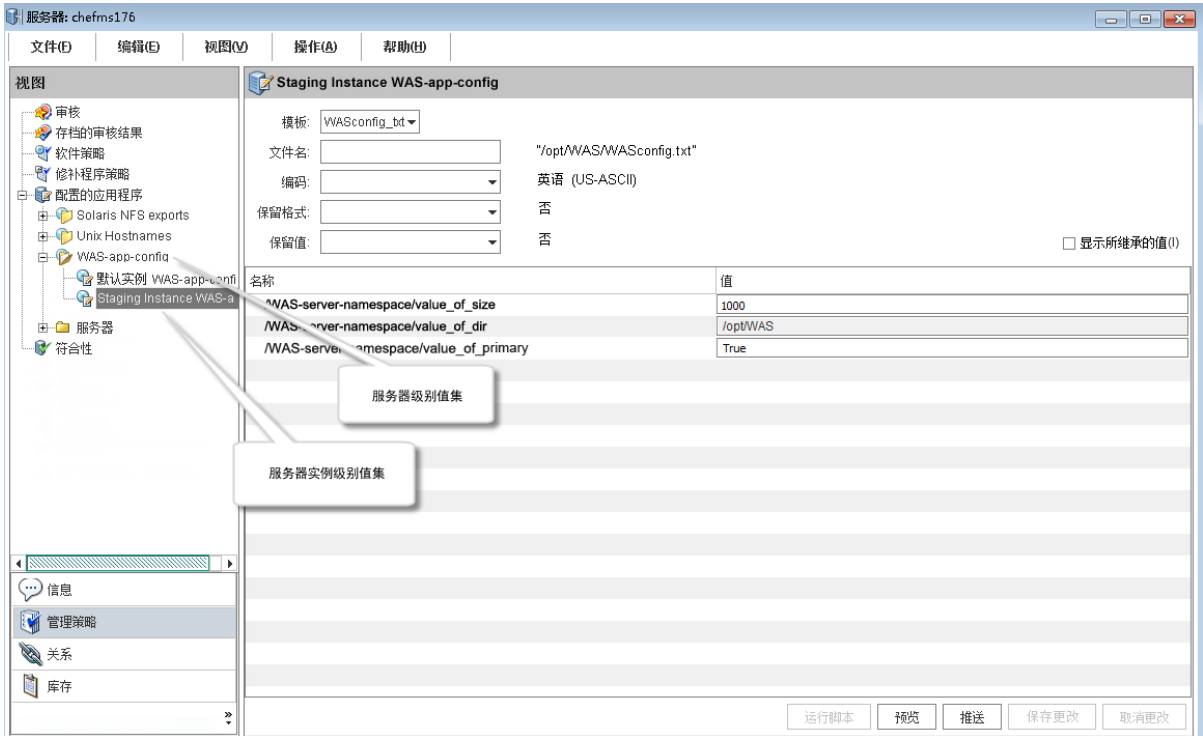 服务器: chefms176
文件(F) 编辑(E) 视图(V) 操作(A) 帮助(H)
视图
审核
存档的审核结果
软件策略
修补程序策略
配置的应用程序
Solaris NFS exports
Unix Hostnames
WAS-app-config
默认实例 WAS-app-confi
Staging Instance WAS-a
服务器
符合性
信息
管理策略
关系
库存
Staging Instance WAS-app-config
模板: WASconfig_txt
文件名: "/opt/WAS/WASconfig.txt"
编码: 英语 (US-ASCII)
保留格式: 否
保留值: 否
显示所继承的值(I)
名称 值
/WAS-server-namespace/value_of_size 1000
/WAS-server-namespace/value_of_dir /opt/WAS
/WAS-server-namespace/value_of_primary True
服务器级别值集
服务器实例级别值集
运行脚本 预览 推送 保存更改 取消更改